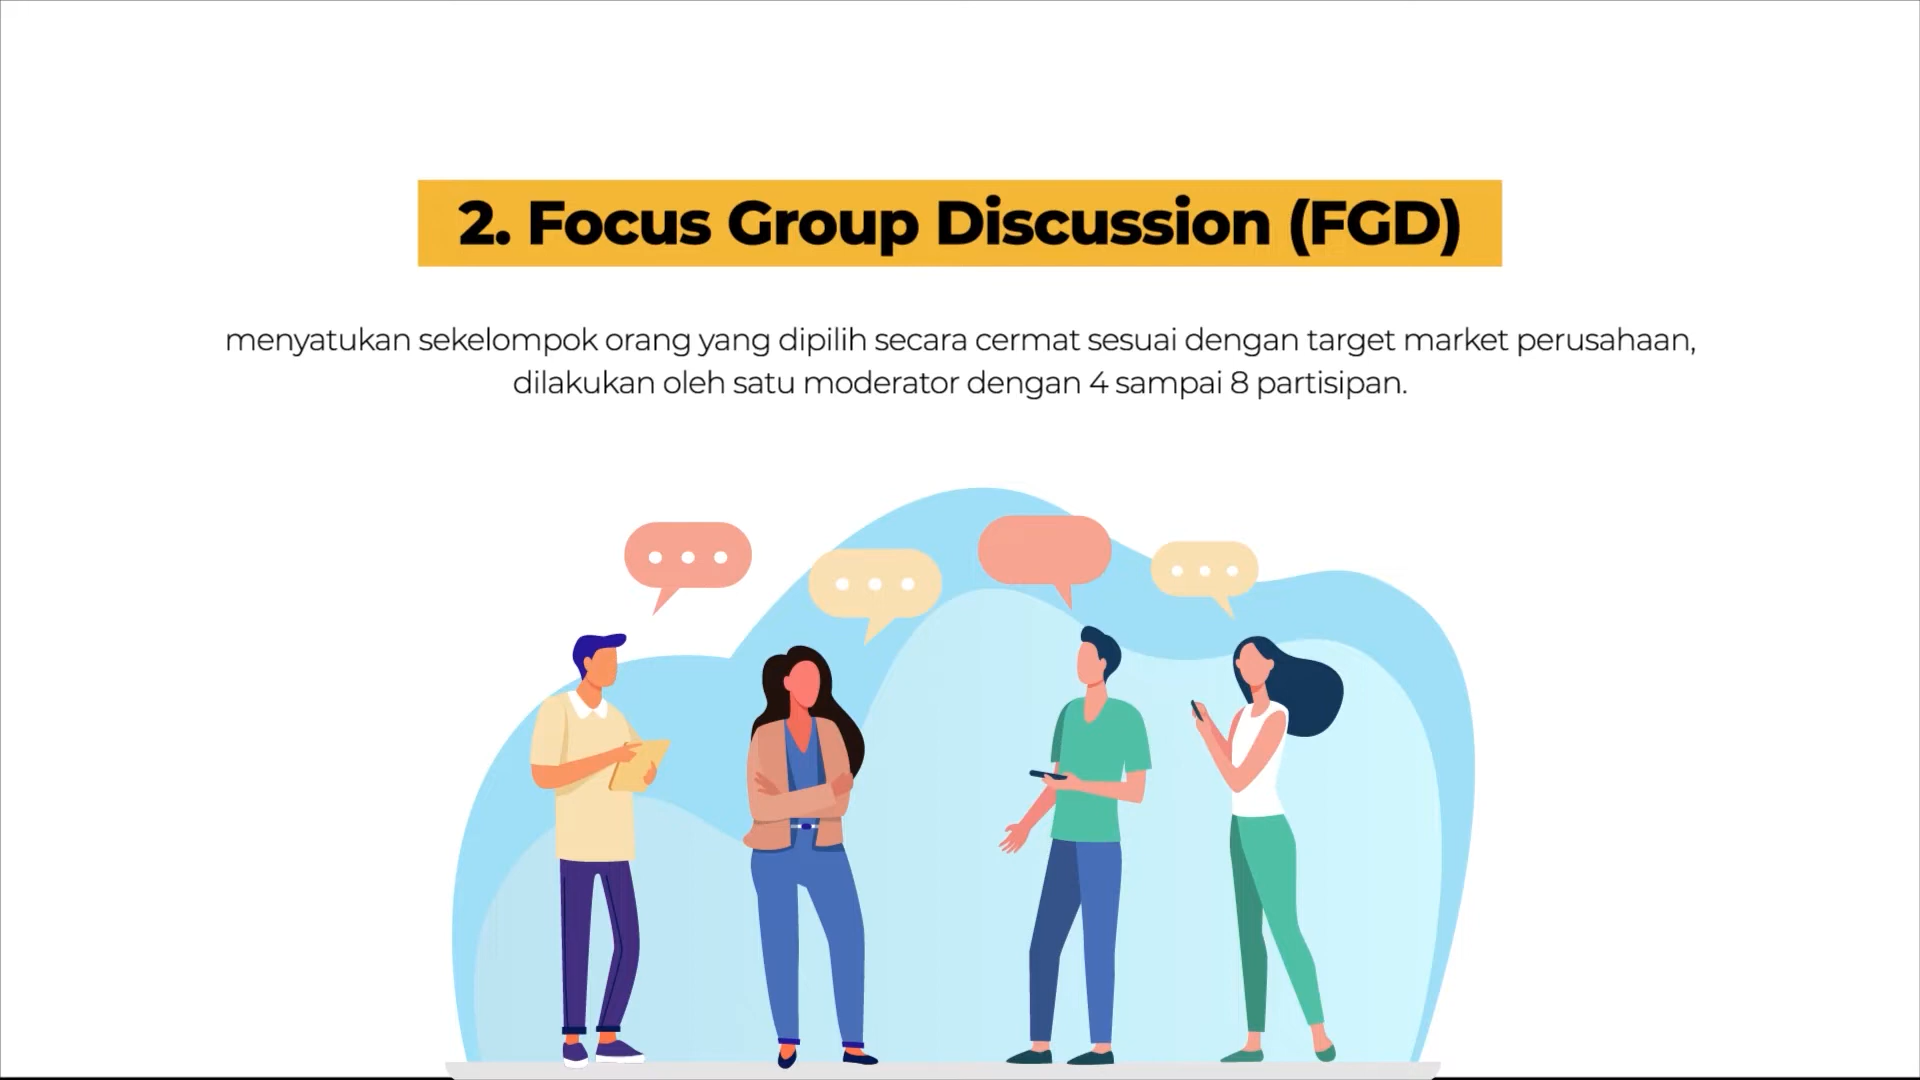 2. Focus Group Discussion (FGD)
menyatukan sekelompok orang yang dipilih secara cermat sesuai dengan target market perusahaan,
dilakukan oleh satu moderator dengan 4 sampai 8 partisipan.